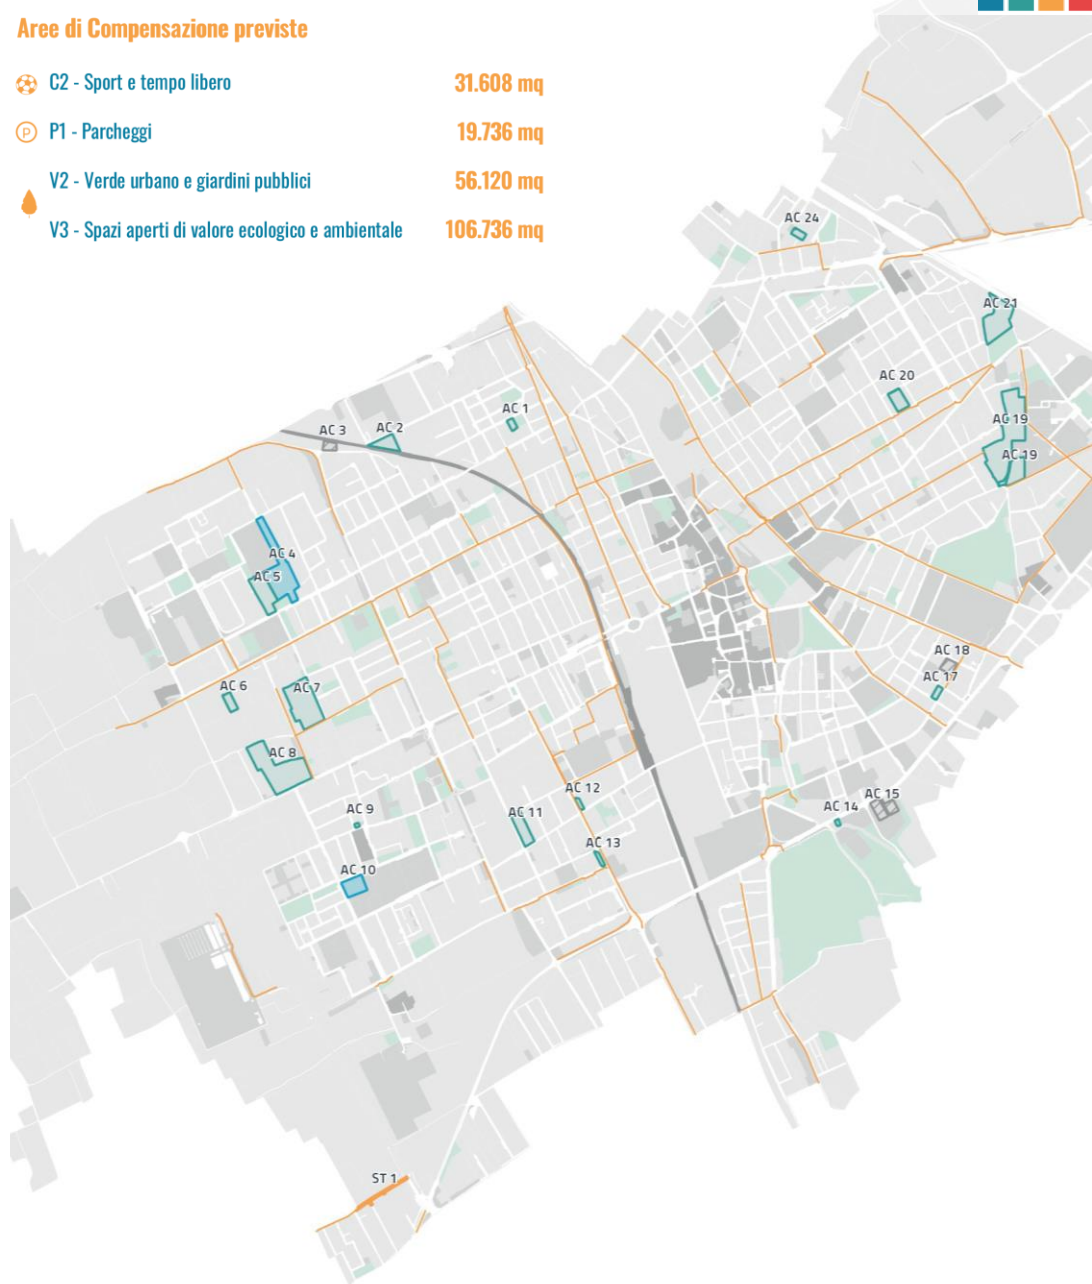 Aree di Compensazione previste
C2 - Sport e tempo libero 31.608 mq
P P1 - Parcheggi 19.736 mq
V2 - Verde urbano e giardini pubblici 56.120 mq
V3 - Spazi aperti di valore ecologico e ambientale 106.736 mq
AC 24
AC 21
AC 20
AC 1
AC 2
AC 3
AC 19
AC 19
AC 4
AC 5
AC 18
AC 17
AC 6
AC 7
AC 8
AC 12
AC 15
AC 14
AC 9
AC 11
AC 13
AC 10
ST 1